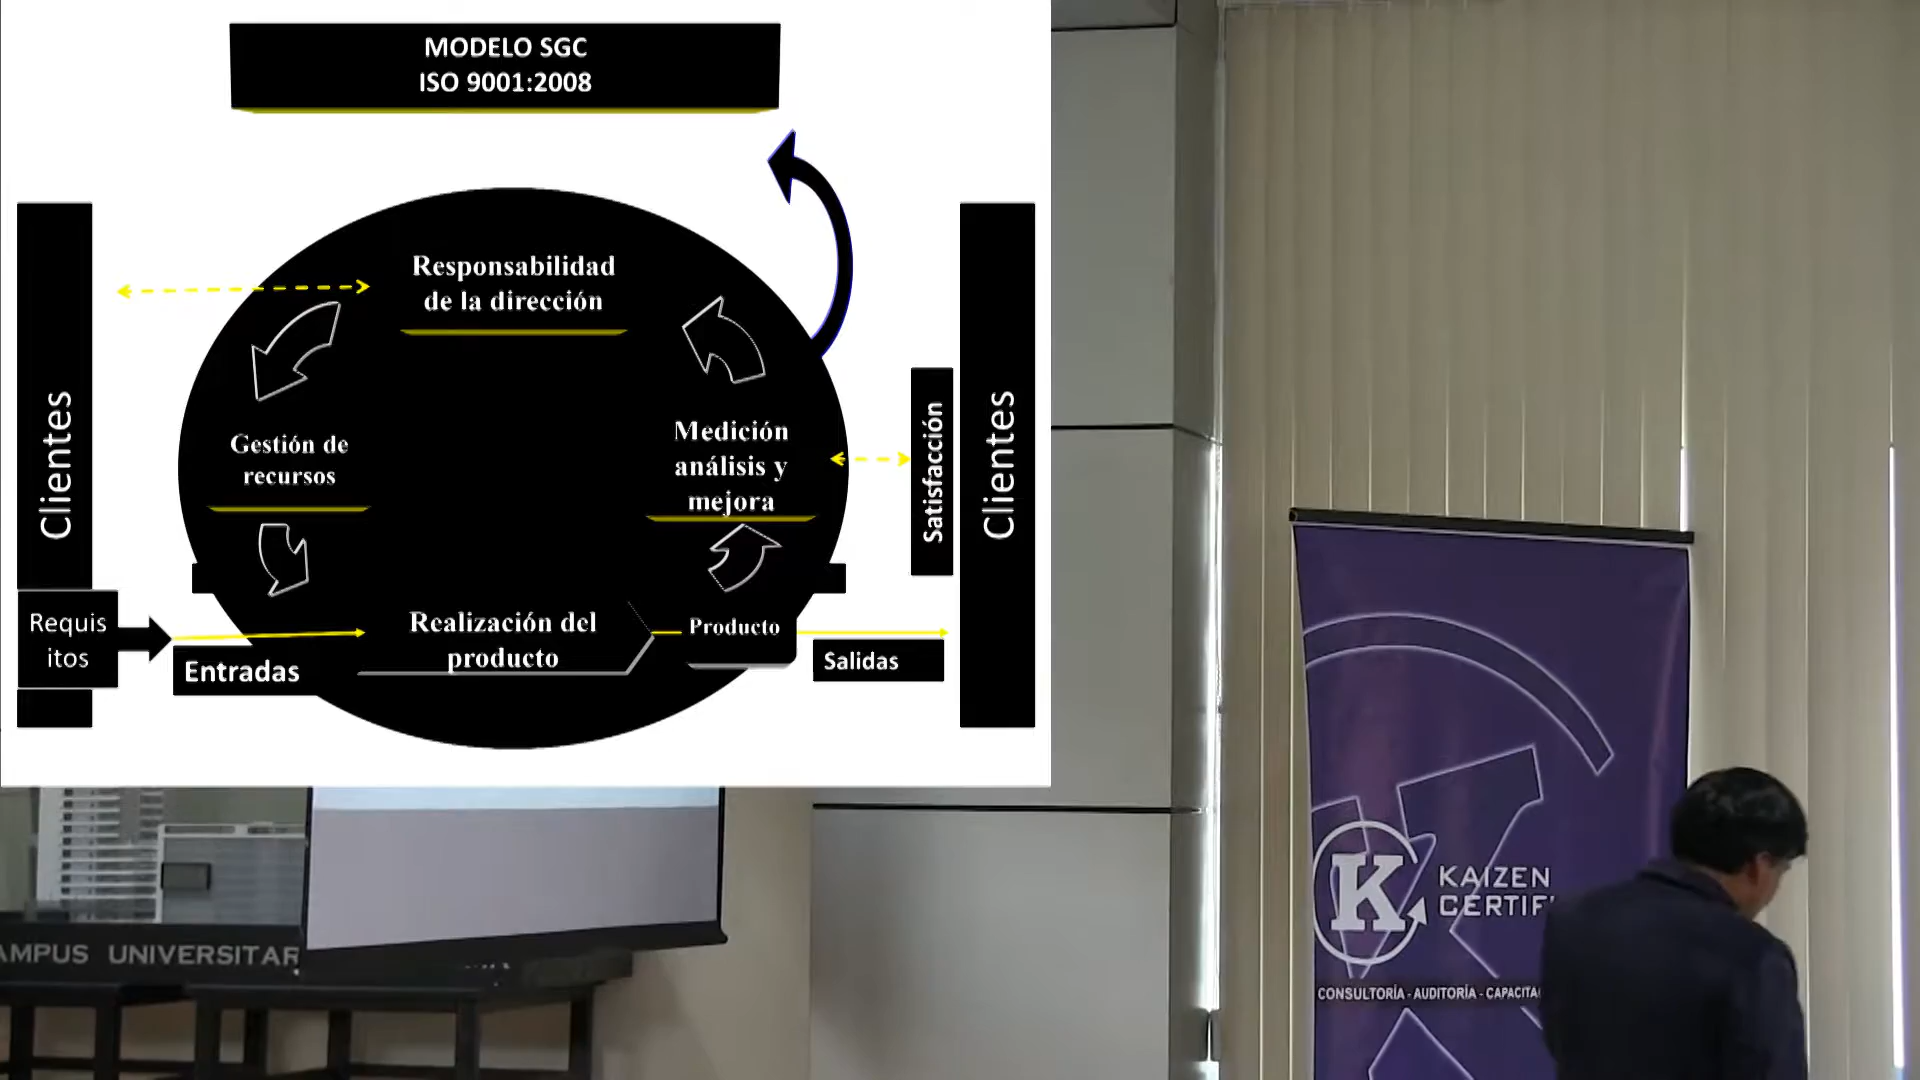 MODELO SGC
ISO 9001:2008
Responsabilidad
de la dirección
Clientes
Gestión de
recursos
Medición
análisis y
mejora
Satisfacción
Clientes
Requis
itos
Entradas
Realización del
producto
Producto
Salidas
KAIZEN
CERTIF
K
CONSULTORÍA - AUDITORÍA - CAPACITA
AMPUS UNIVERSITAR